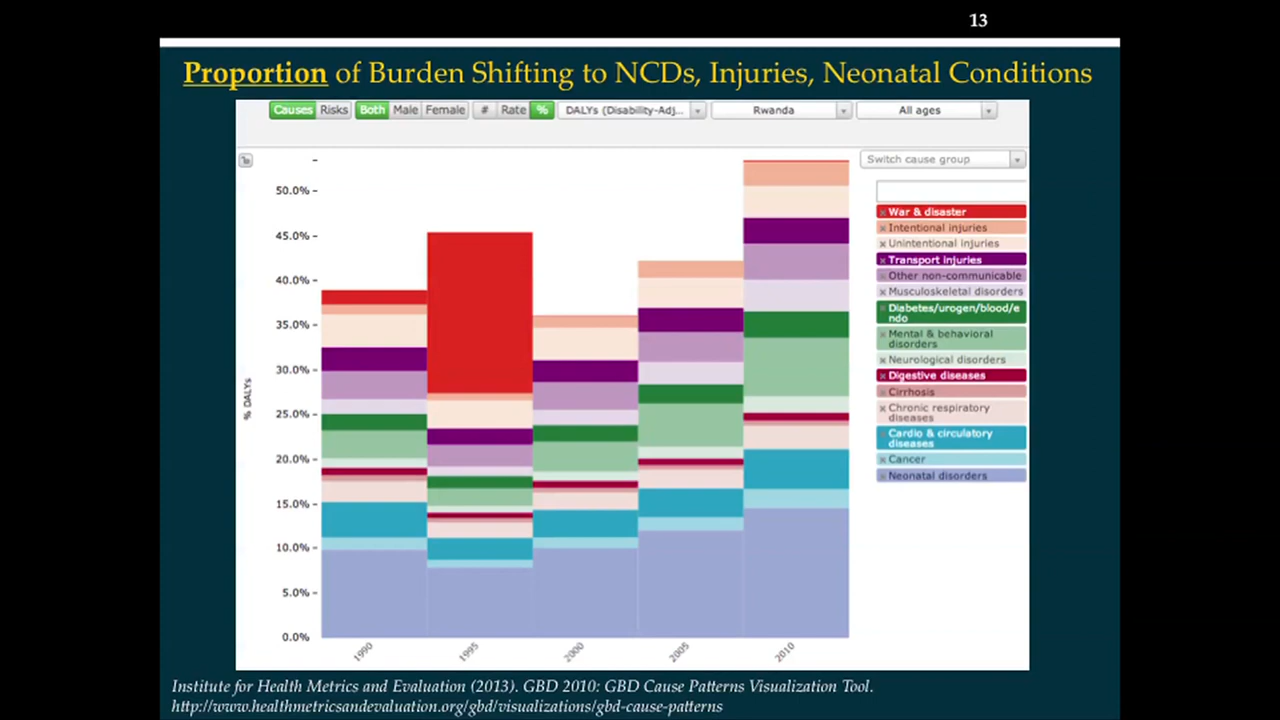 13
Proportion of Burden Shifting to NCDs, Injuries, Neonatal Conditions
Causes Risks Both Male Female # Rate % DALYs (Disability-Adj... Rwanda All ages
Switch cause group
50.0%
45.0%
40.0%
35.0%
30.0%
25.0%
20.0%
15.0%
10.0%
5.0%
0.0%
% DALYs
1990 1995 2000 2005 2010
War & disaster
Intentional injuries
Unintentional injuries
Transport injuries
Other non-communicable
Musculoskeletal disorders
Diabetes/urogen/blood/e
ndo
Mental & behavioral
disorders
Neurological disorders
Digestive diseases
Cirrhosis
Chronic respiratory
diseases
Cardio & circulatory
diseases
Cancer
Neonatal disorders
Institute for Health Metrics and Evaluation (2013). GBD 2010: GBD Cause Patterns Visualization Tool.
http://www.healthmetricsandevaluation.org/gbd/visualizations/gbd-cause-patterns